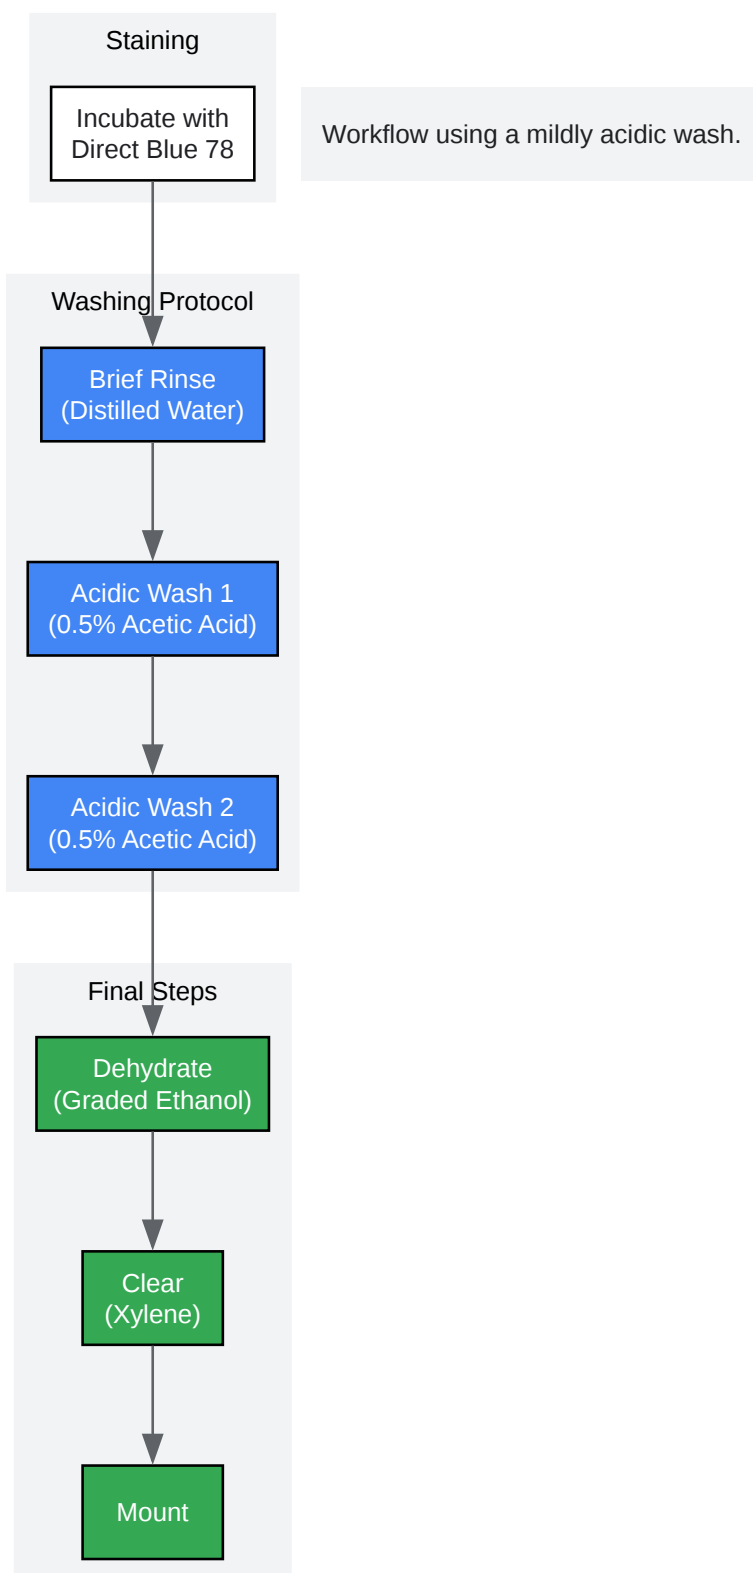 Staining
Incubate with
Direct Blue 78
Workflow using a mildly acidic wash.
Washing Protocol
Brief Rinse
(Distilled Water)
Acidic Wash 1
(0.5% Acetic Acid)
Acidic Wash 2
(0.5% Acetic Acid)
Final Steps
Dehydrate
(Graded Ethanol)
Clear
(Xylene)
Mount